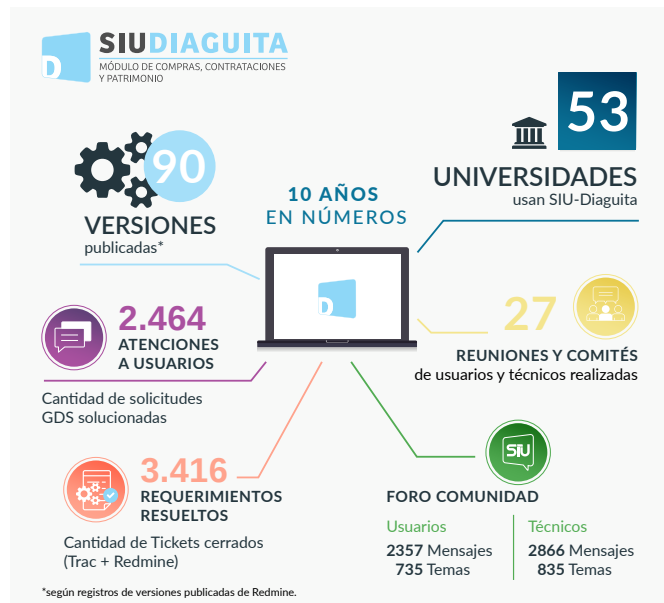 SIUDIAGUITA
MÓDULO DE COMPRAS, CONTRATACIONES
Y PATRIMONIO
D
53
UNIVERSIDADES
usan SIU-Diaguita
90
VERSIONES
publicadas*
10 AÑOS
EN NÚMEROS
D
2.464
ATENCIONES
A USUARIOS
Cantidad de solicitudes
GDS solucionadas
27
REUNIONES Y COMITÉS
de usuarios y técnicos realizadas
3.416
REQUERIMIENTOS
RESUELTOS
Cantidad de Tickets cerrados
(Trac + Redmine)
SIU
FORO COMUNIDAD
Usuarios
2357 Mensajes
735 Temas
Técnicos
2866 Mensajes
835 Temas
*según registros de versiones publicadas de Redmine.